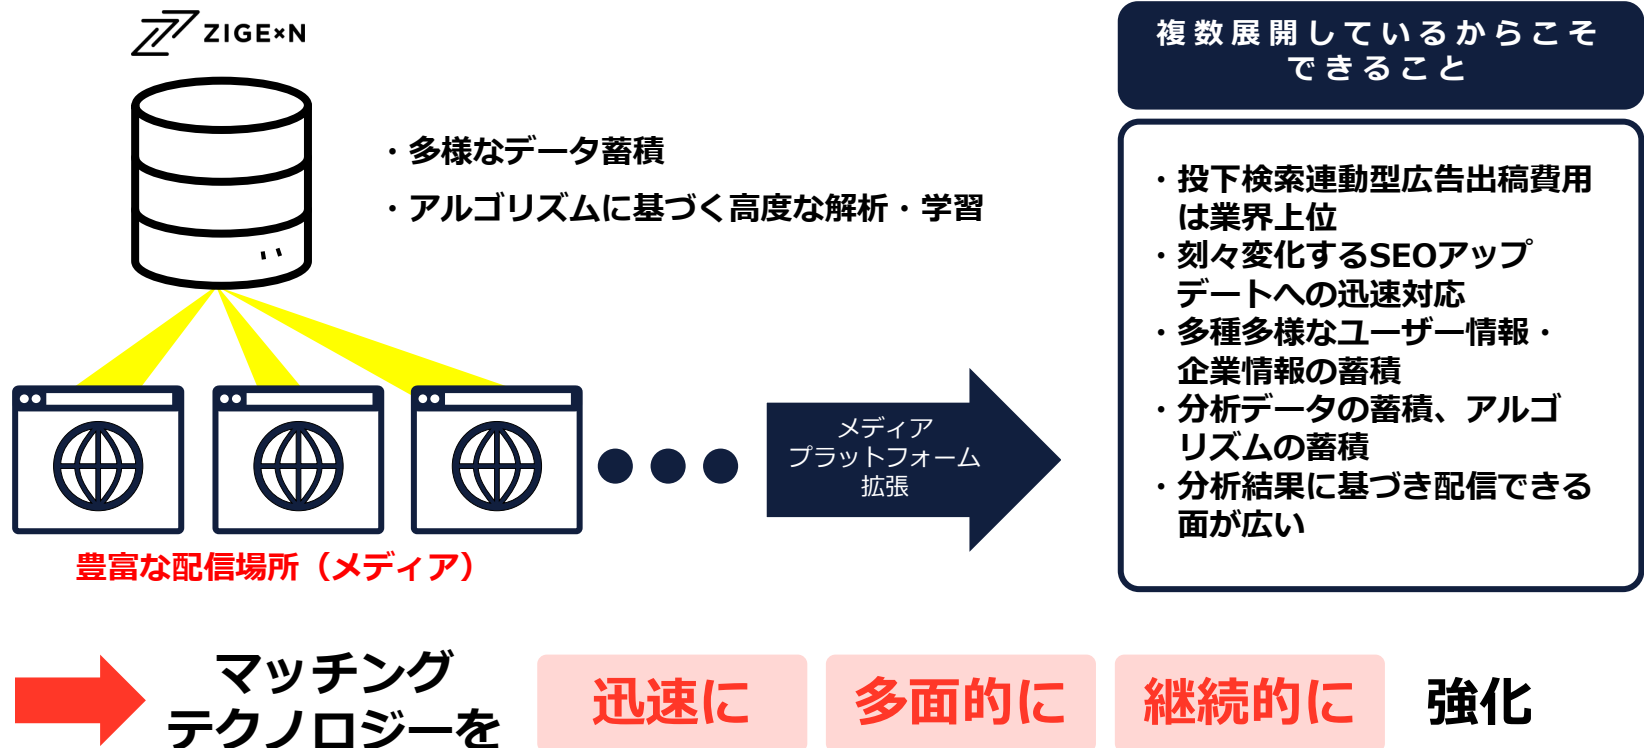 ZIGE×N
・多様なデータ蓄積
・アルゴリズムに基づく高度な解析・学習
豊富な配信場所（メディア）
メディア
プラットフォーム
拡張
複数展開しているからこそ
できること
・投下検索連動型広告出稿費用
は業界上位
・刻々変化するSEOアップ
デートへの迅速対応
・多種多様なユーザー情報・
企業情報の蓄積
・分析データの蓄積、アルゴ
リズムの蓄積
・分析結果に基づき配信できる
面が広い
マッチング
テクノロジーを
迅速に 多面的に 継続的に 強化